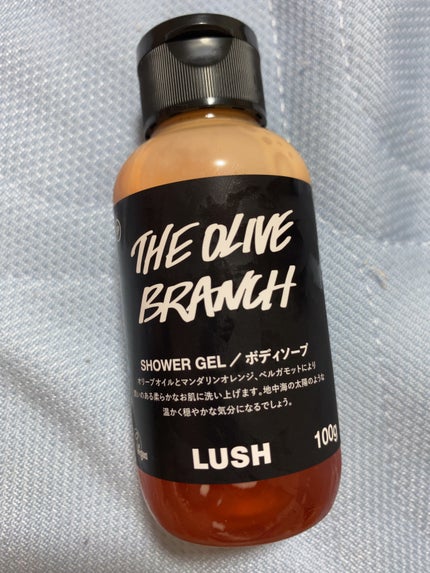 THE OLIVE
BRANCH
SHOWER GEL / ボディソープ
オリーブオイルとマンダリンオレンジ、ベルガモットにより
いのある柔らかなお肌に洗い上げます。地中海の太陽のような
温かく穏やかな気分になるでしょう。
LUSH
100g